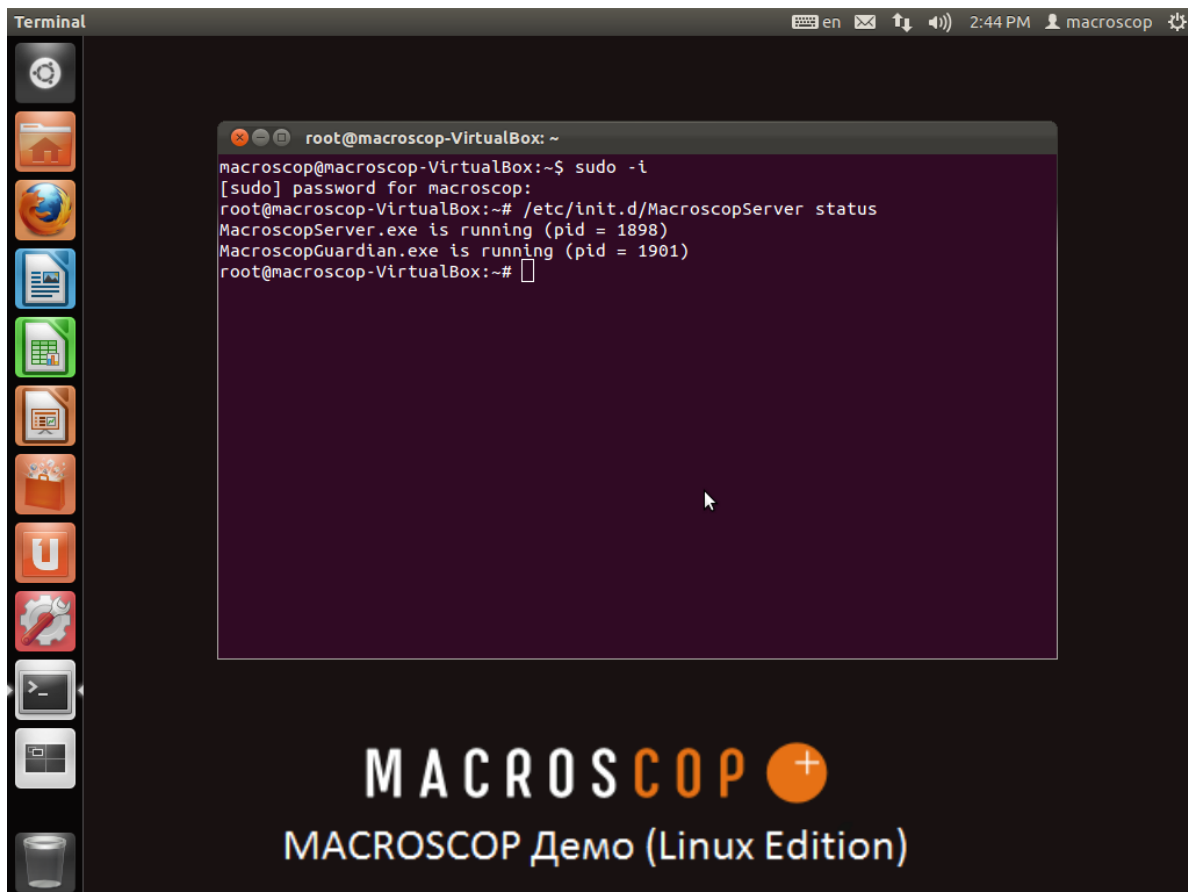 Terminal en 2:44 PM macroscop
root@macroscop-VirtualBox: ~
macroscop@macroscop-VirtualBox:~$ sudo -i
[sudo] password for macroscop:
root@macroscop-VirtualBox:~# /etc/init.d/MacroscopServer status
MacroscopServer.exe is running (pid = 1898)
MacroscopGuardian.exe is running (pid = 1901)
root@macroscop-VirtualBox:~#
MACROSCOP
MACROSCOP Демо (Linux Edition)